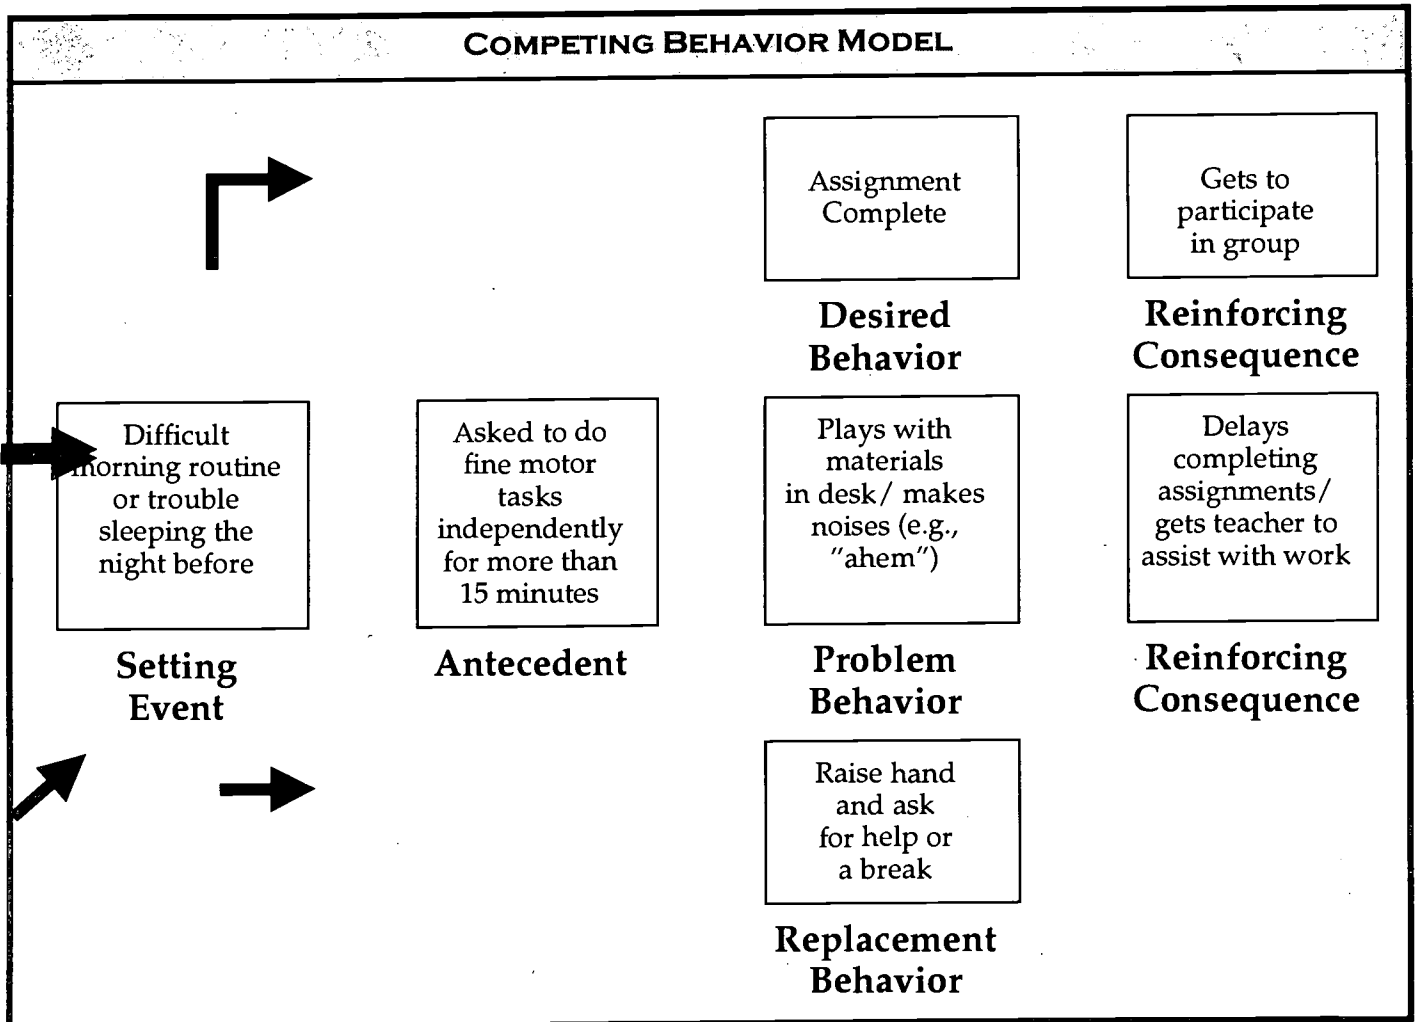 COMPETING BEHAVIOR MODEL
Assignment
Complete
Desired
Behavior
Gets to
participate
in group
Reinforcing
Consequence
Difficult
morning routine
or trouble
sleeping the
night before
Setting
Event
Asked to do
fine motor
tasks
independently
for more than
15 minutes
Antecedent
Plays with
materials
in desk/ makes
noises (e.g.,
"ahem")
Problem
Behavior
Delays
completing
assignments/
gets teacher to
assist with work
Reinforcing
Consequence
Raise hand
and ask
for help or
a break
Replacement
Behavior